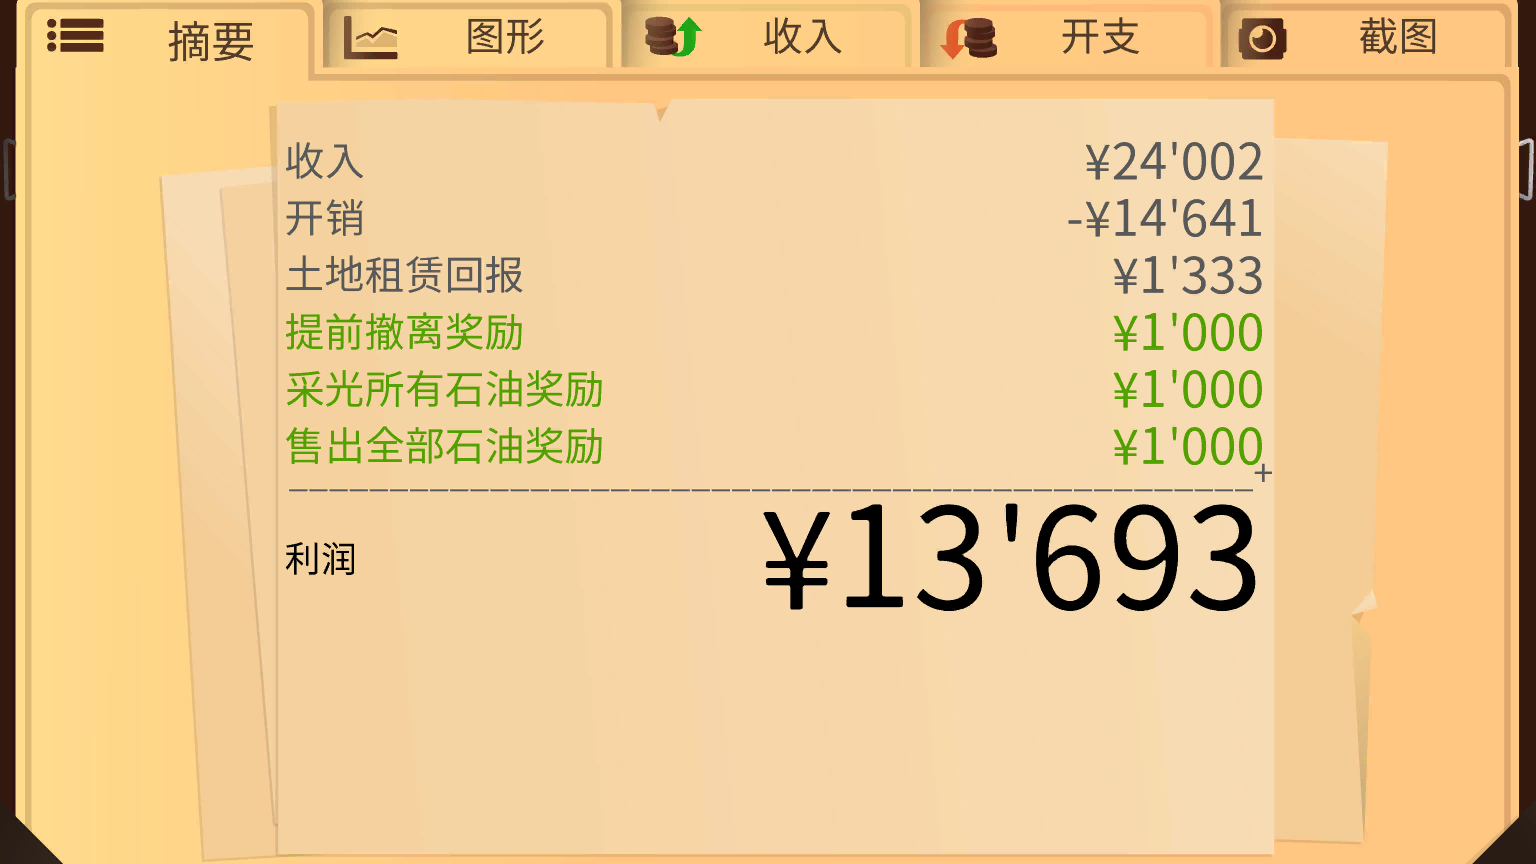 摘要
图形
收入
开支
截图
收入 ¥24'002
开销 -¥14'641
土地租赁回报 ¥1'333
提前撤离奖励 ¥1'000
采光所有石油奖励 ¥1'000
售出全部石油奖励 ¥1'000
+
利润 ¥13'693